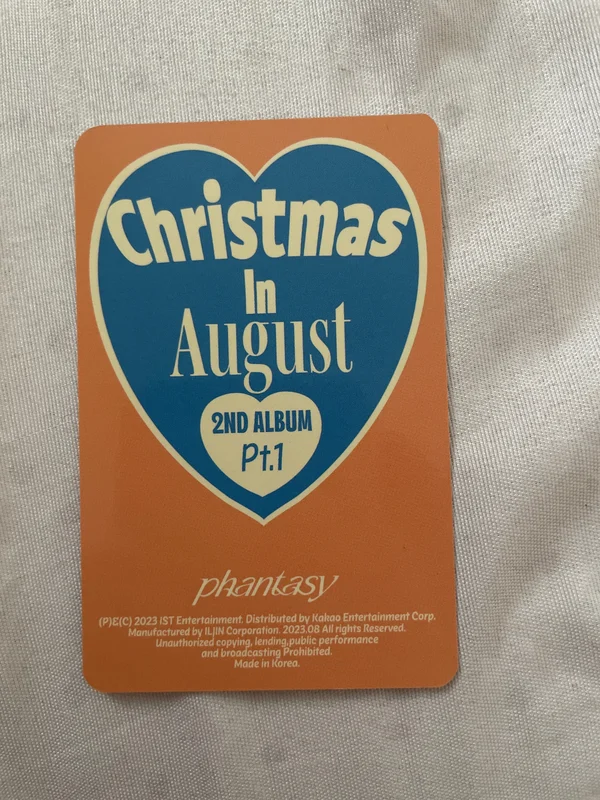 Christmas
In
August
2ND ALBUM
Pt.1
phantasy
(P)&(C) 2023 IST Entertainment. Distributed by Kakao Entertainment Corp.
Manufactured by ILJIN Corporation. 2023.08 All rights Reserved.
Unauthorized copying, lending,public performance
and broadcasting Prohibited.
Made in Korea.